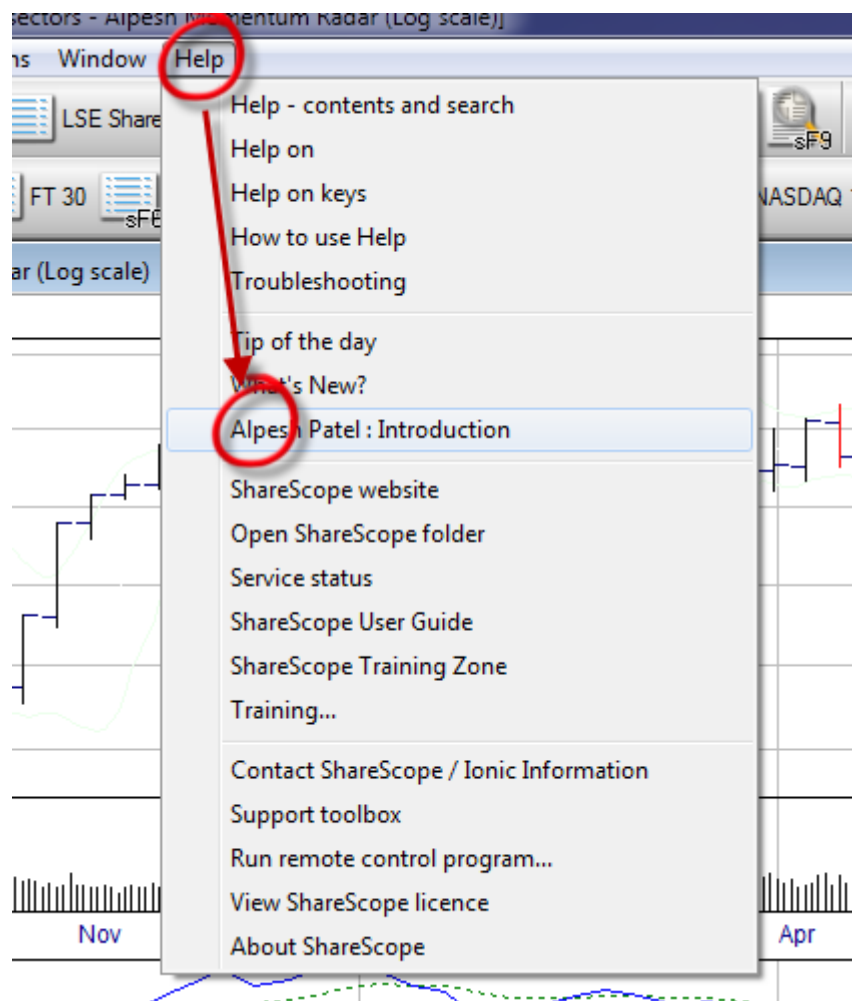 sectors - Alpesh Momentum Radar (Log scale)]
ns Window Help
LSE Share
sF9
FT 30
sF6
NASDAQ
ar (Log scale)
Help - contents and search
Help on
Help on keys
How to use Help
Troubleshooting
Tip of the day
What's New?
Alpesh Patel : Introduction
ShareScope website
Open ShareScope folder
Service status
ShareScope User Guide
ShareScope Training Zone
Training...
Contact ShareScope / Ionic Information
Support toolbox
Run remote control program...
View ShareScope licence
About ShareScope
Nov
Apr